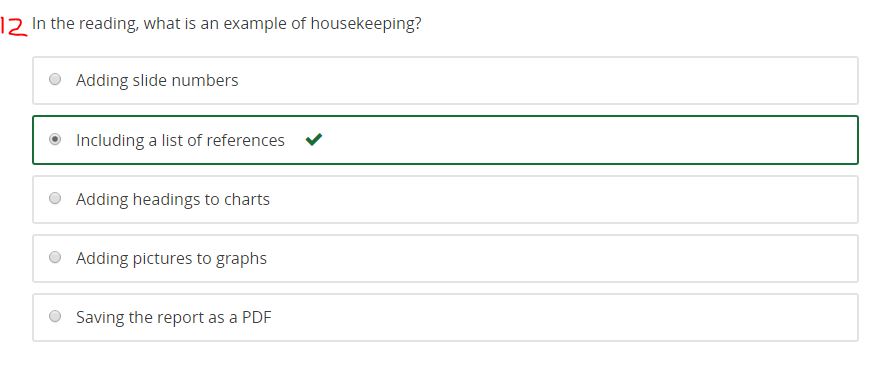 12 In the reading, what is an example of housekeeping?
Adding slide numbers
Including a list of references
Adding headings to charts
Adding pictures to graphs
Saving the report as a PDF